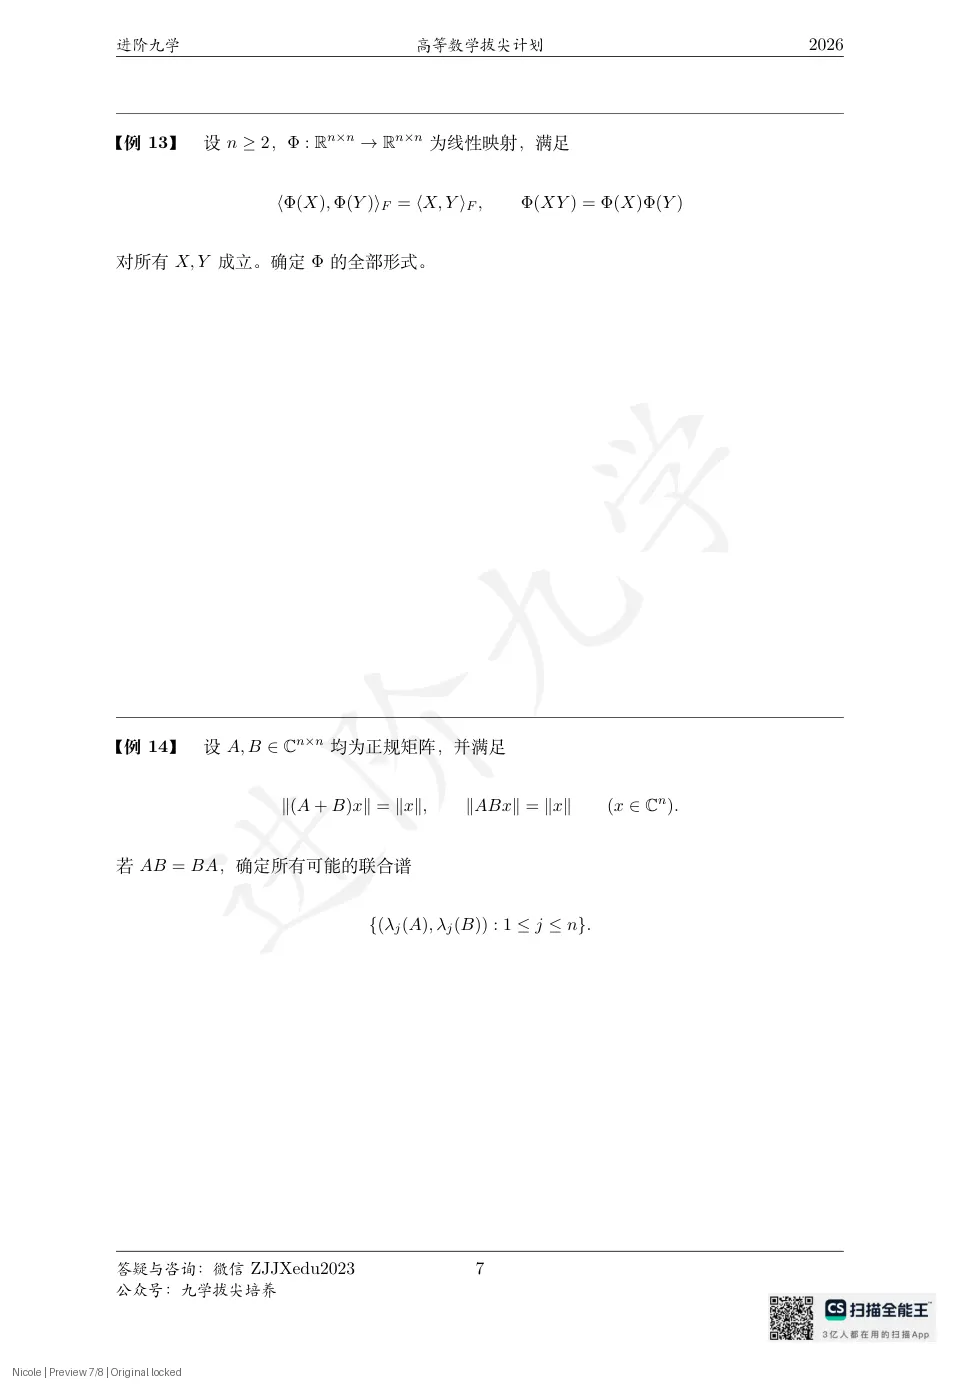 进阶九学 高等数学拔尖计划 2026
【例 13】 设 n ≥ 2, Φ : ℝ^{n×n} → ℝ^{n×n} 为线性映射, 满足
⟨Φ(X), Φ(Y)⟩_F = ⟨X, Y⟩_F, Φ(XY) = Φ(X)Φ(Y)
对所有 X, Y 成立。确定 Φ 的全部形式。
进阶九学
【例 14】 设 A, B ∈ ℂ^{n×n} 均为正规矩阵, 并满足
∥(A + B)x∥ = ∥x∥, ∥ABx∥ = ∥x∥ (x ∈ ℂ^n).
若 AB = BA, 确定所有可能的联合谱
{(λ_j(A), λ_j(B)) : 1 ≤ j ≤ n}.
答疑与咨询: 微信 ZJJXedu2023 7
公众号: 九学拔尖培养
CS 扫描全能王™
3亿人都在用的扫描App
Nicole | Preview 7/8 | Original locked